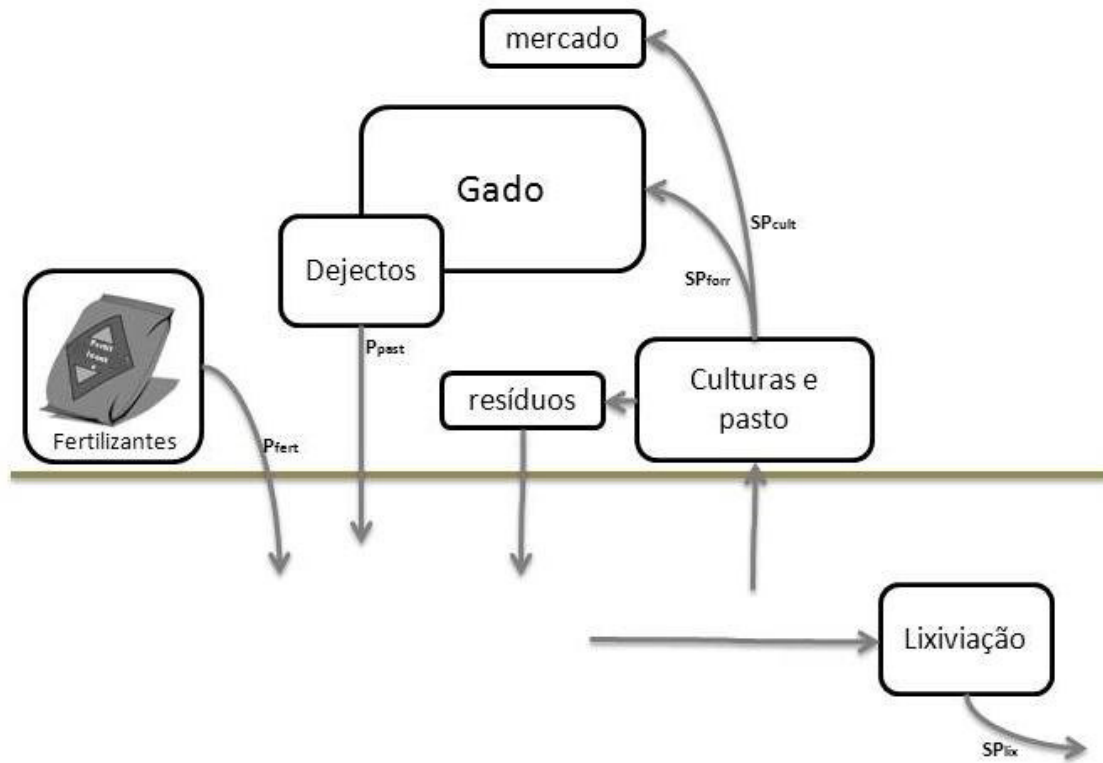 mercado
Gado
SPcult
Dejectos
SPforr
Ppast
Culturas e
pasto
resíduos
Fertilizantes
Pfert
Lixiviação
SPlix